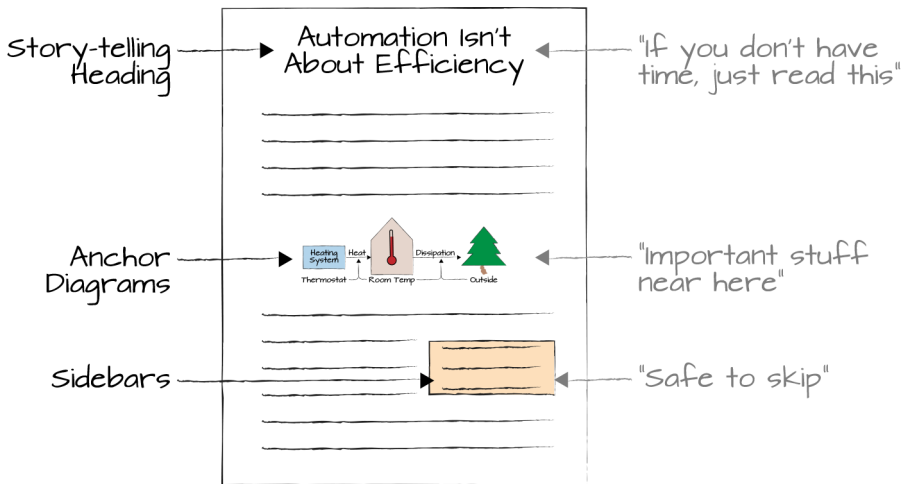 Story-telling
Heading
Automation Isn't
About Efficiency
"If you don't have
time, just read this"
Anchor
Diagrams
Heating
System
Heat
Dissipation
Thermostat
Room Temp
Outside
"Important stuff
near here"
Sidebars
"Safe to skip"